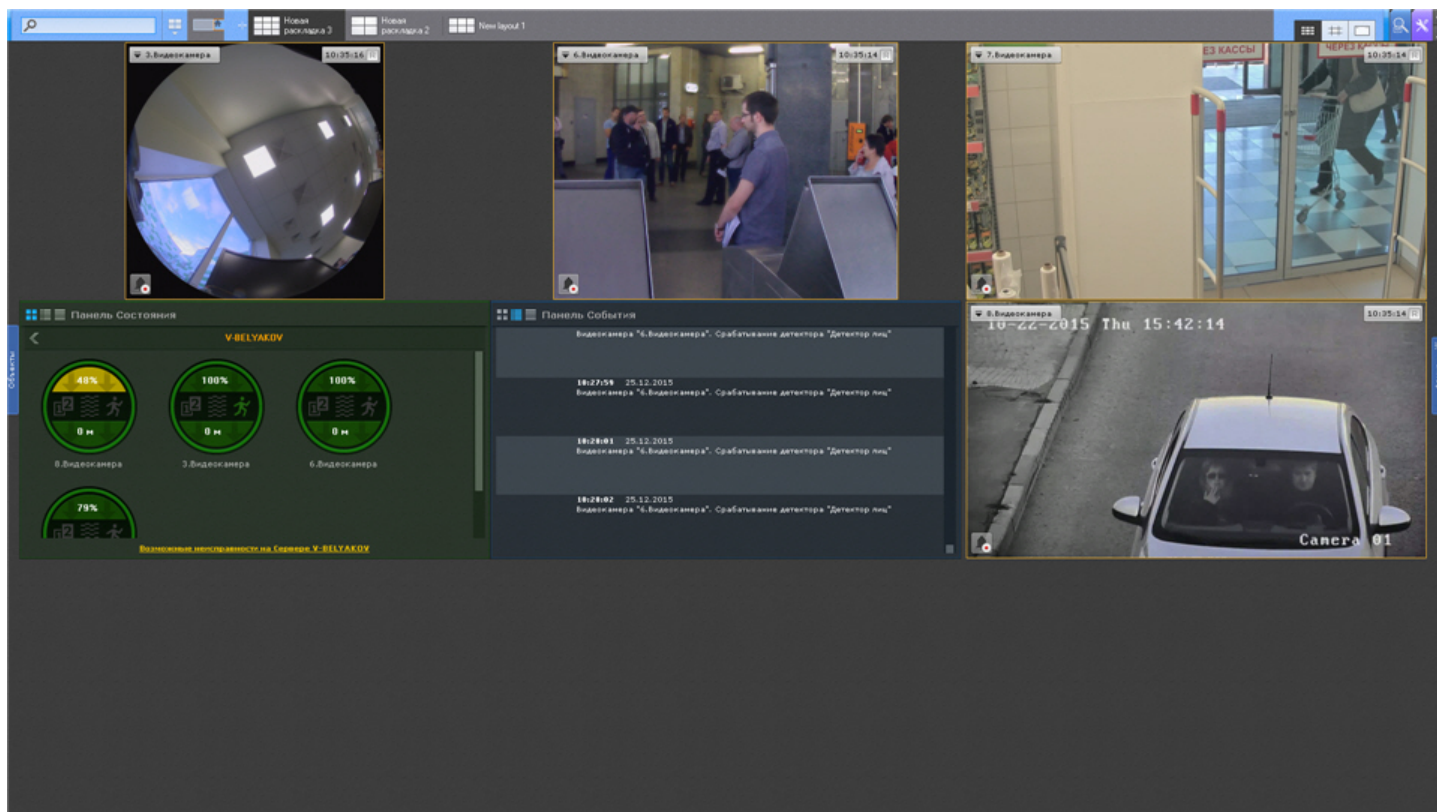 Новая
раскладка 3
Новая
раскладка 2
New layout 1
3.Видеокамера
10:35:16
6.Видеокамера
10:35:14
7.Видеокамера
10:35:14
ЕЗ КАССЫ
ЧЕРЕЗ
Объекты
Панель Состояния
V-BELYAKOV
40%
0 м
8.Видеокамера
100%
0 м
3.Видеокамера
100%
0 м
6.Видеокамера
79%
Возможные неисправности на Сервере V-BELYAKOV
Панель События
Видеокамера "6.Видеокамера". Срабатывание детектора "Детектор лиц"
10:27:59 25.12.2015
Видеокамера "6.Видеокамера". Срабатывание детектора "Детектор лиц"
10:28:01 25.12.2015
Видеокамера "6.Видеокамера". Срабатывание детектора "Детектор лиц"
10:28:02 25.12.2015
Видеокамера "6.Видеокамера". Срабатывание детектора "Детектор лиц"
8.Видеокамера
10:35:14
10-22-2015 Thu 15:42:14
Camera 01